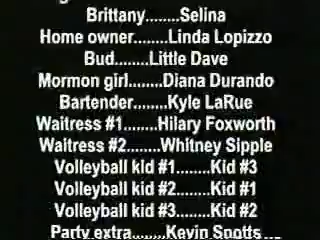 Brittany........Selina
Home owner........Linda Lopizzo
Bud........Little Dave
Mormon girl........Diana Durando
Bartender........Kyle LaRue
Waitress #1........Hilary Foxworth
Waitress #2........Whitney Sipple
Volleyball kid #1........Kid #3
Volleyball kid #2........Kid #1
Volleyball kid #3........Kid #2
Party extra........Kevin Spotts